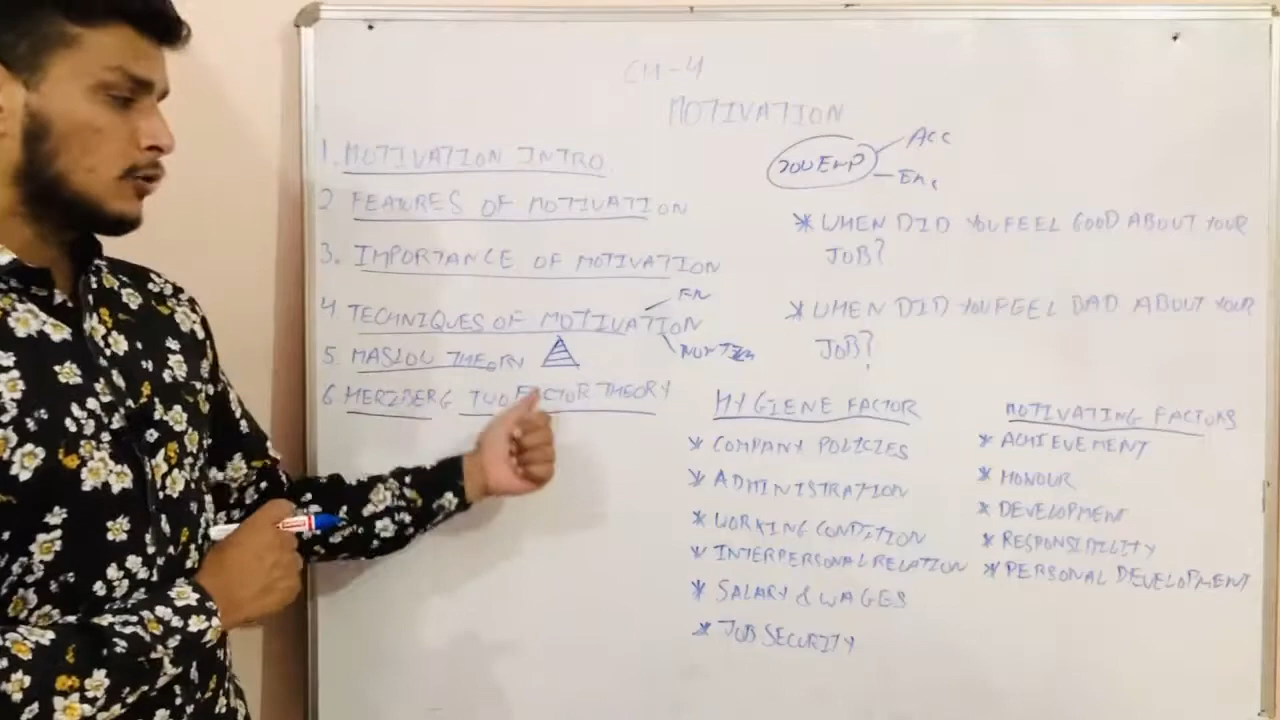 CH-4
MOTIVATION
1. MOTIVATION INTRO
2 FEATURES OF MOTIVATION
3. IMPORTANCE OF MOTIVATION
4 TECHNIQUES OF MOTIVATION
FN
5. MASLOW THEORY
6 HERZBERG TWO FACTOR THEORY
200 EMP
ACC
* WHEN DID YOU FEEL GOOD ABOUT YOUR
JOB?
* WHEN DID YOU FEEL BAD ABOUT YOUR
JOB?
HYGIENE FACTOR
* COMPANY POLICIES
* ADMINISTRATION
* WORKING CONDITION
* INTERPERSONAL RELATION
* SALARY & WAGES
* JOB SECURITY
MOTIVATING FACTORS
* ACHIEVEMENT
* HONOUR
* DEVELOPMENT
* RESPONSIBILITY
* PERSONAL DEVELOPMENT